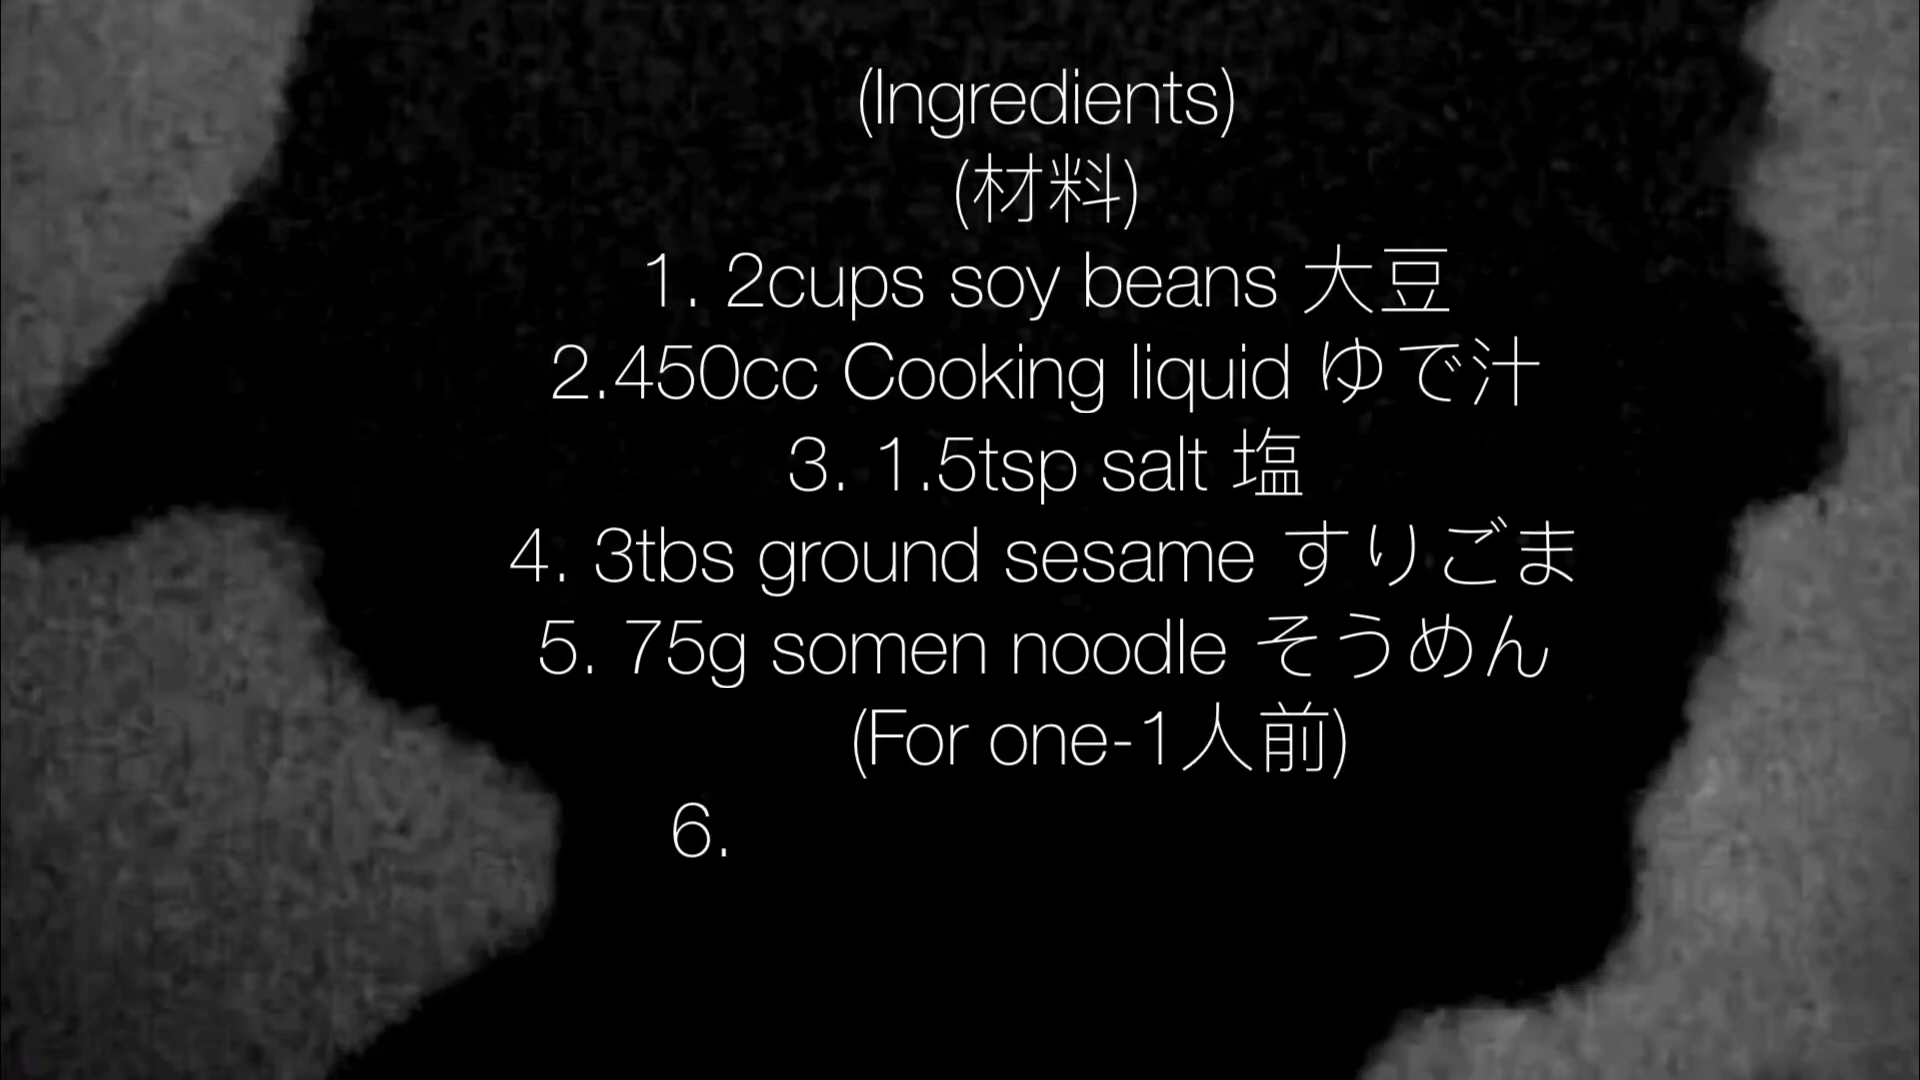 (Ingredients)
(材料)
1. 2cups soy beans 大豆
2.450cc Cooking liquid ゆで汁
3. 1.5tsp salt 塩
4. 3tbs ground sesame すりごま
5. 75g somen noodle そうめん
(For one-1人前)
6.